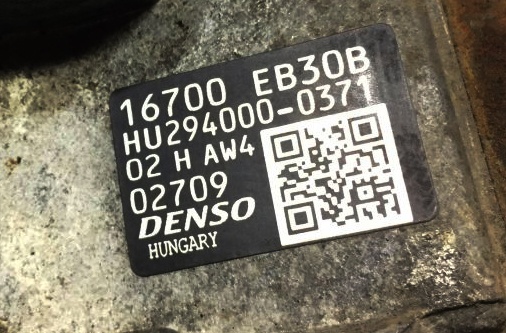 16700 EB30B
HU294000-0371
02 H AW4
02709
DENSO
HUNGARY